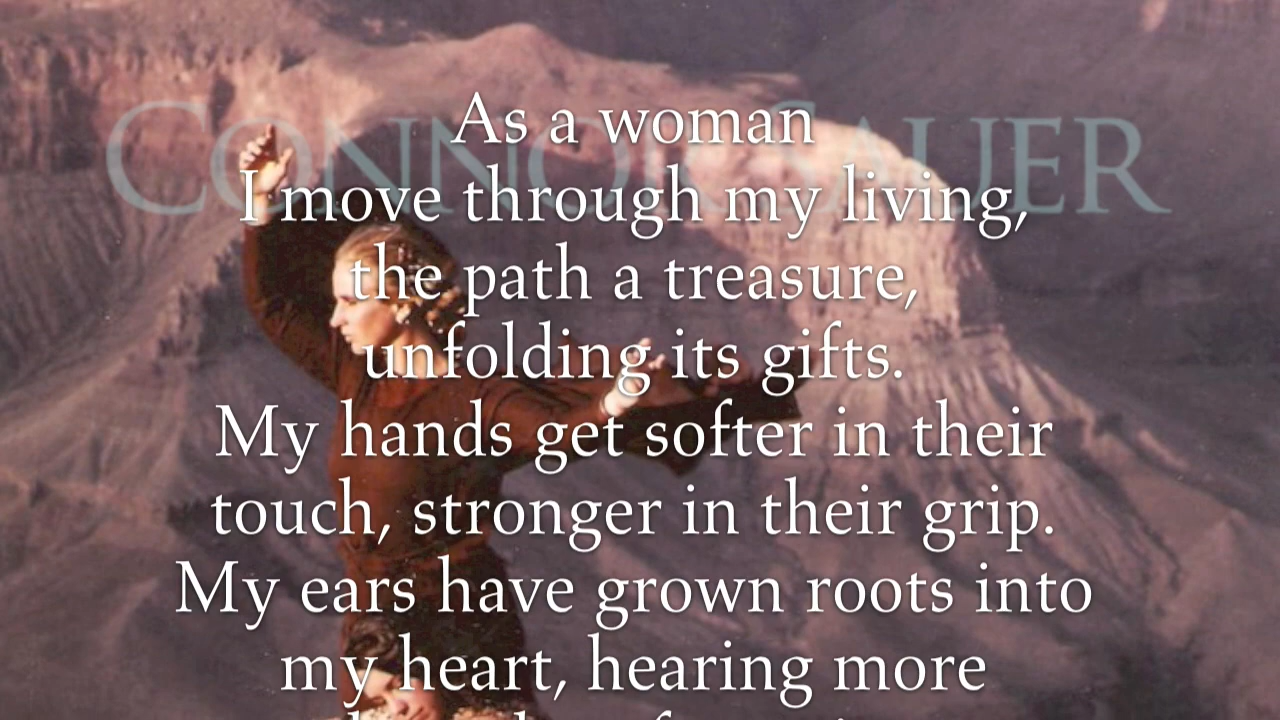 CONNOR SAUER
As a woman
I move through my living,
the path a treasure,
unfolding its gifts.
My hands get softer in their
touch, stronger in their grip.
My ears have grown roots into
my heart, hearing more